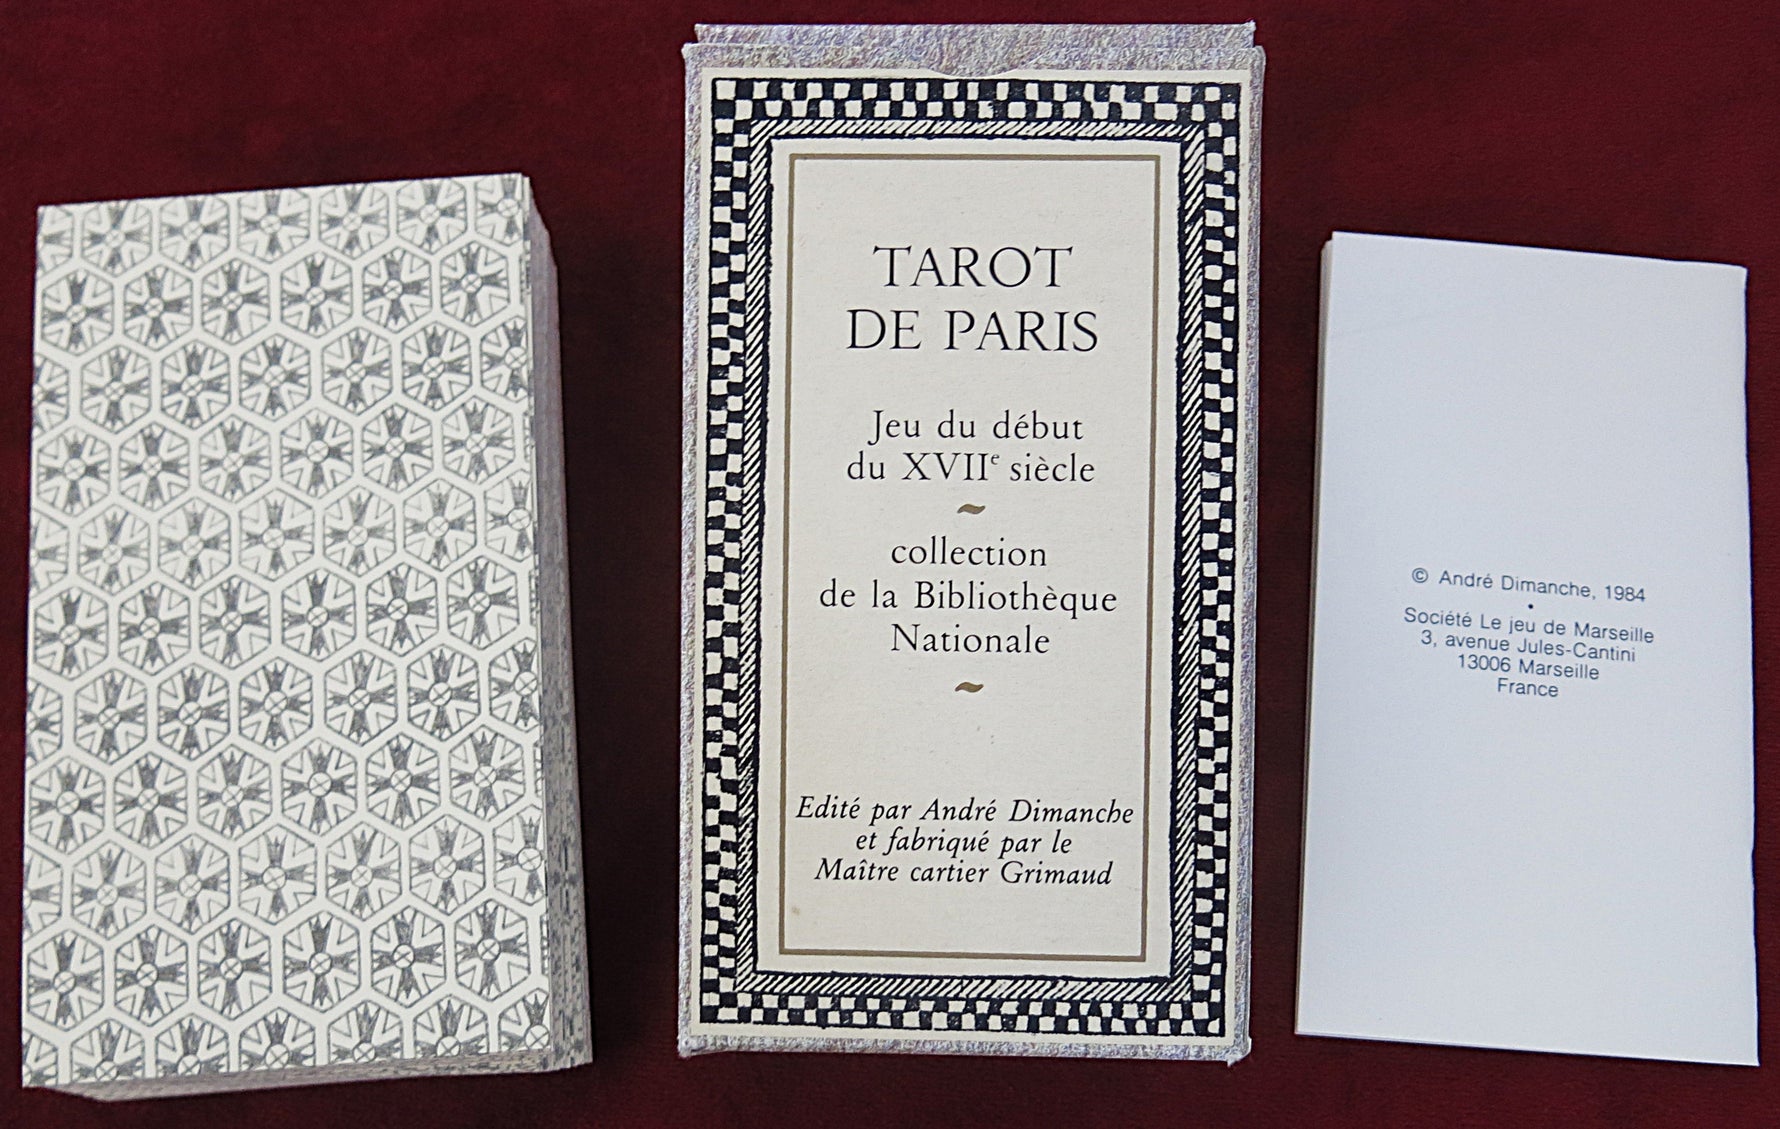 TAROT
DE PARIS
Jeu du début
du XVIIe siècle
~
collection
de la Bibliothèque
Nationale
~
Edité par André Dimanche
et fabriqué par le
Maître cartier Grimaud
© André Dimanche, 1984
•
Société Le jeu de Marseille
3, avenue Jules-Cantini
13006 Marseille
France